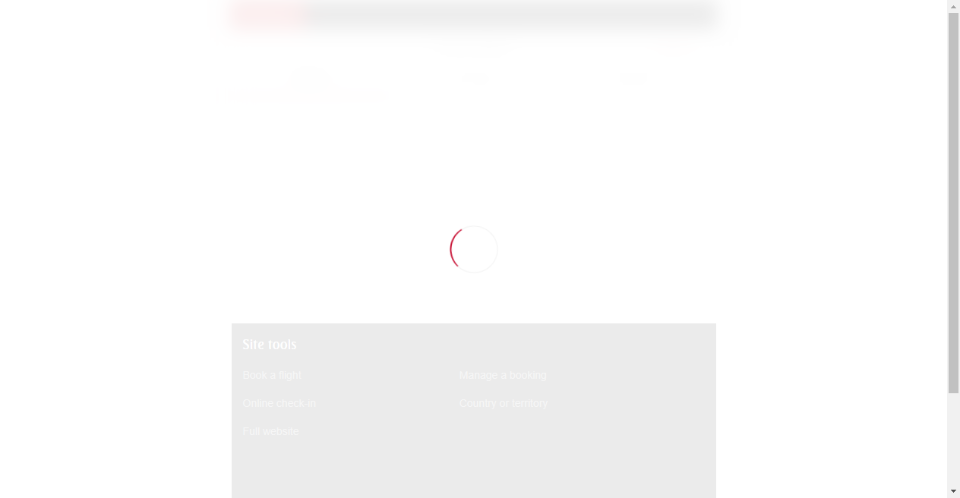 Site tools
Book a flight
Manage a booking
Online check-in
Country or territory
Full website